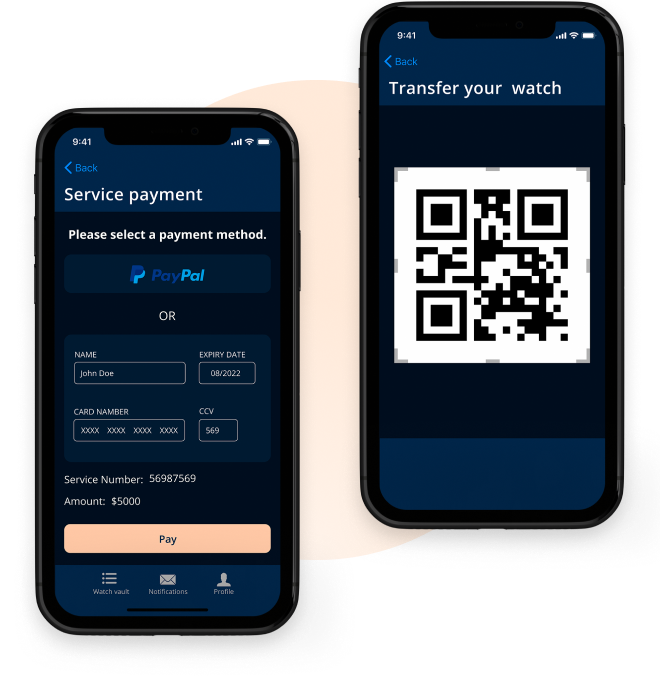 9:41
Back
Service payment
Please select a payment method.
PayPal
OR
NAME
EXPIRY DATE
John Doe
08/2022
CARD NAMBER
CCV
XXXX XXXX XXXX XXXX
569
Service Number: 56987569
Amount: $5000
Pay
Watch vault
Notifications
Profile
9:41
Back
Transfer your watch